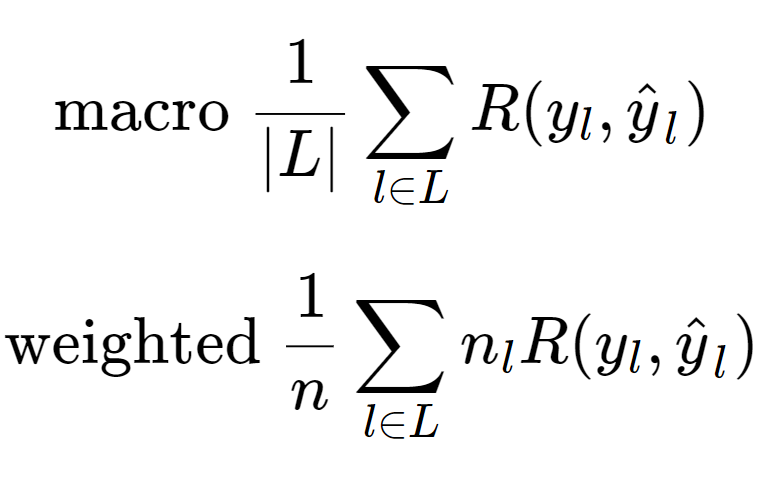 macro \frac{1}{|L|} \sum_{l \in L} R(y_l, \hat{y}_l)
weighted \frac{1}{n} \sum_{l \in L} n_l R(y_l, \hat{y}_l)